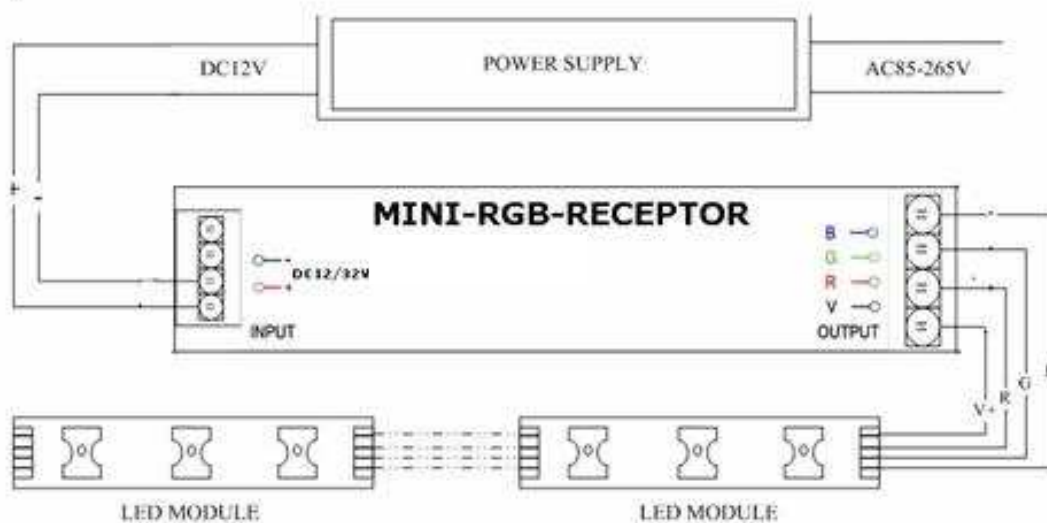 DC12V
POWER SUPPLY
AC85-265V
MINI-RGB-RECEPTOR
B
G
R
V
-
DC12/32V
+
INPUT
OUTPUT
V+
R
G
LED MODULE
LED MODULE